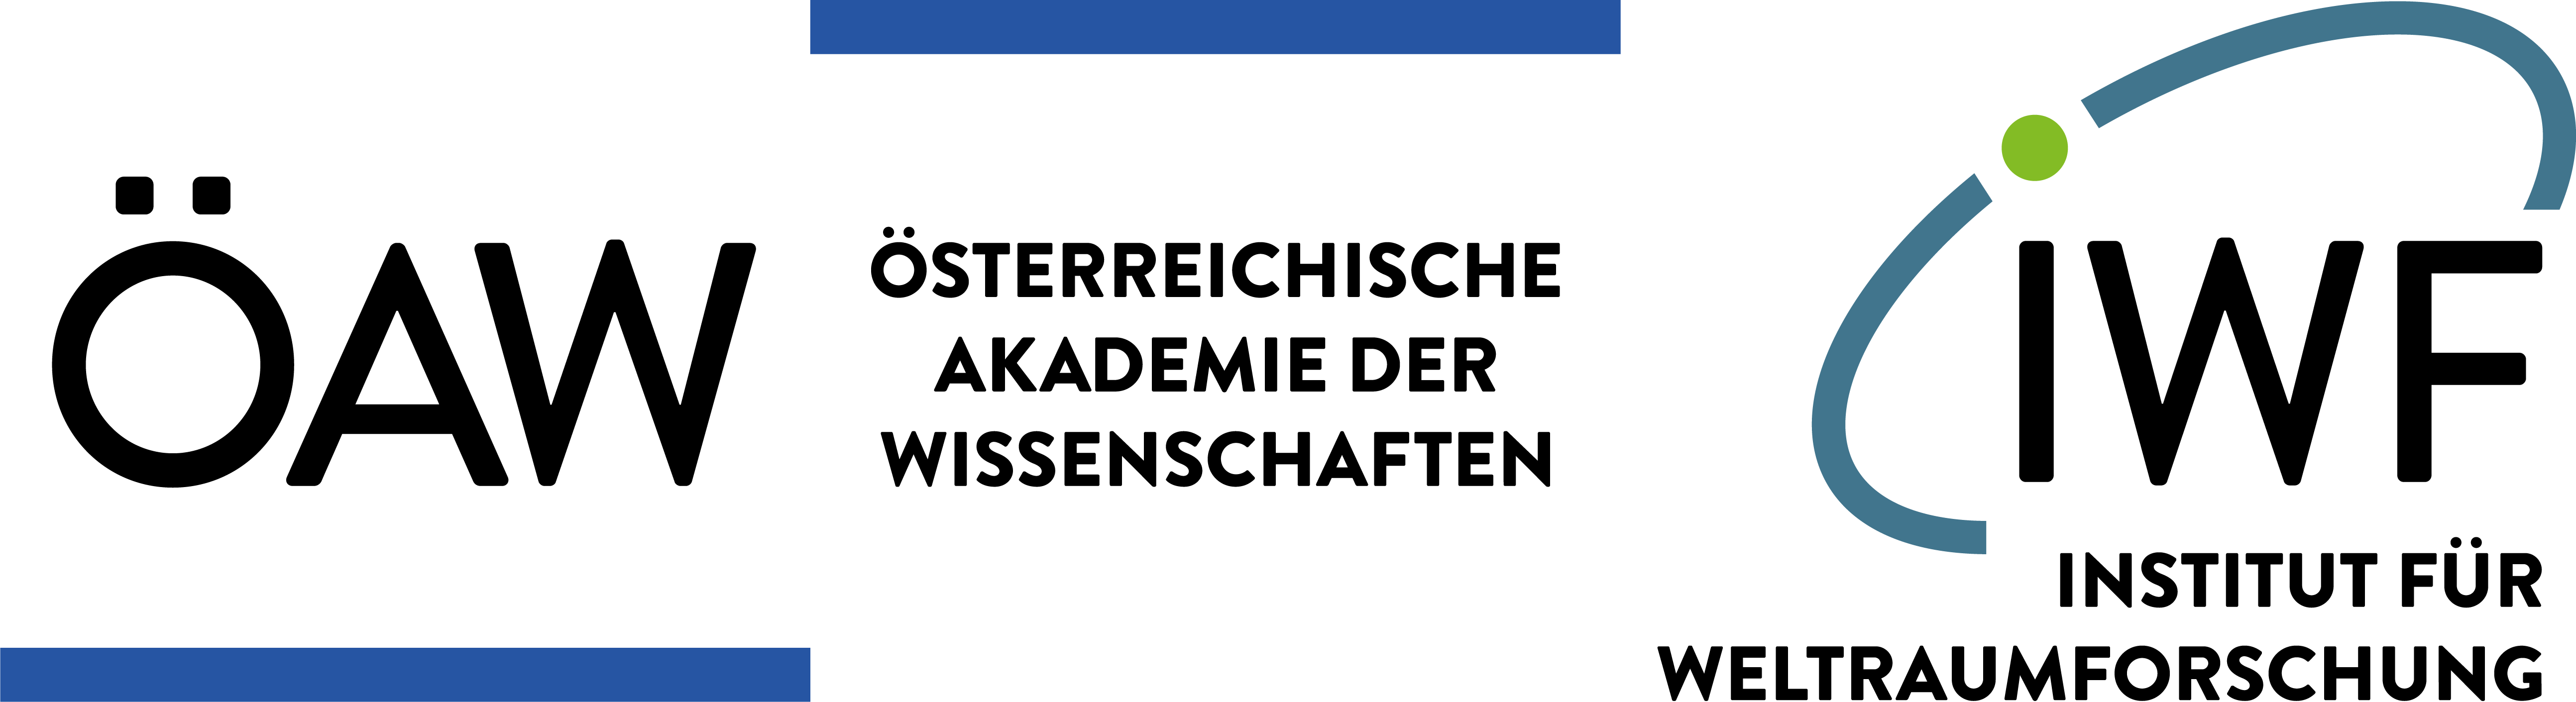 ÖAW
ÖSTERREICHISCHE
AKADEMIE DER
WISSENSCHAFTEN
IWF
INSTITUT FÜR
WELTRAUMFORSCHUNG